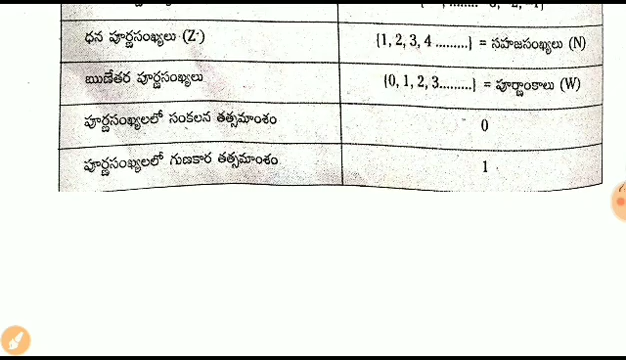 ధన పూర్ణసంఖ్యలు (Z⁺) {1, 2, 3, 4 .........} = సహజసంఖ్యలు (N)
ఋణేతర పూర్ణసంఖ్యలు {0, 1, 2, 3.........} = పూర్ణాంకాలు (W)
పూర్ణసంఖ్యలలో సంకలన తత్సమాంశం 0
పూర్ణసంఖ్యలలో గుణకార తత్సమాంశం 1